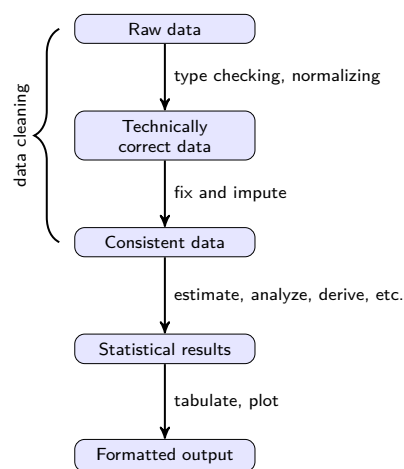 Raw data
type checking, normalizing
Technically
correct data
data cleaning
fix and impute
Consistent data
estimate, analyze, derive, etc.
Statistical results
tabulate, plot
Formatted output